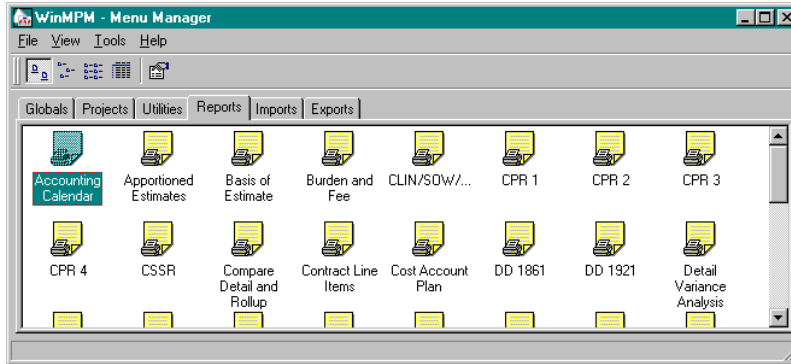 WinMPM - Menu Manager
File View Tools Help
Globals Projects Utilities Reports Imports Exports
Accounting Apportioned Basis of Burden and CLIN/SOW/... CPR 1 CPR 2 CPR 3
Calendar Estimates Estimate Fee
CPR 4 CSSR Compare Contract Line Cost Account DD 1861 DD 1921 Detail
Detail and Items Plan Variance
Rollup Analysis